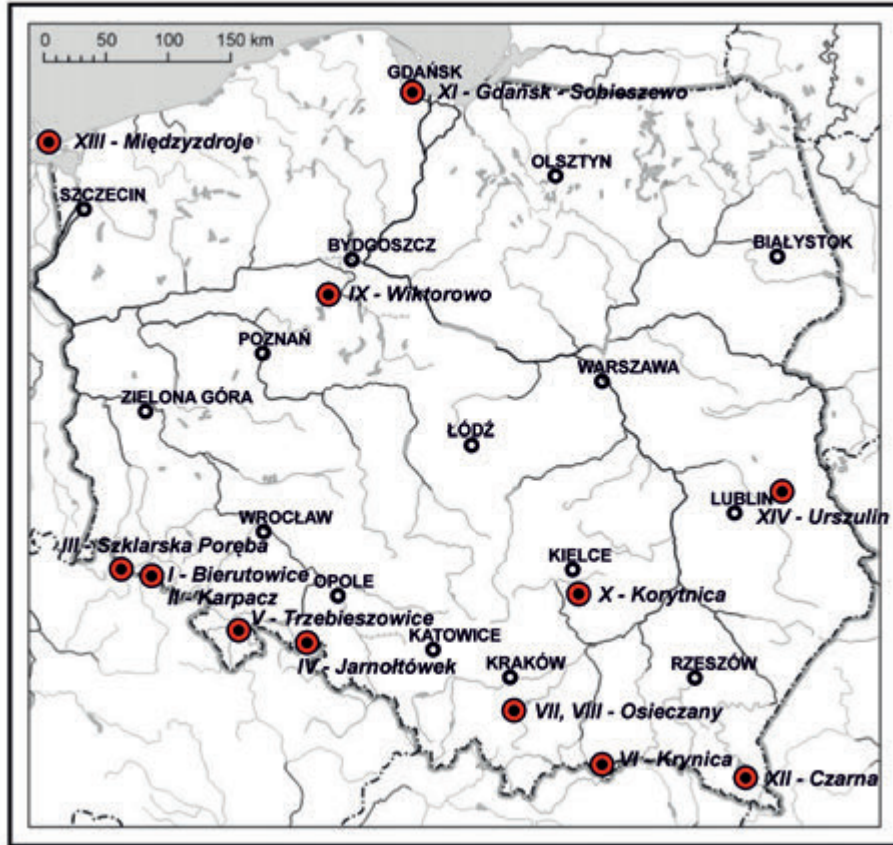 0 50 100 150 km
GDAŃSK
XI - Gdańsk - Sobieszewo
XIII - Międzyzdroje
OLSZTYN
SZCZECIN
BYDGOSZCZ
BIAŁYSTOK
IX - Wiktorowo
POZNAŃ
WARSZAWA
ZIELONA GÓRA
ŁÓDŹ
LUBLIN
XIV - Urszulin
WROCŁAW
III - Szklarska Poręba
KIELCE
I - Bierutowice
OPOLE
II - Karpacz
X - Korytnica
V - Trzebieszowice
KATOWICE
IV - Jarnołtówek
KRAKÓW
RZESZÓW
VII, VIII - Osieczany
VI - Krynica
XII - Czarna